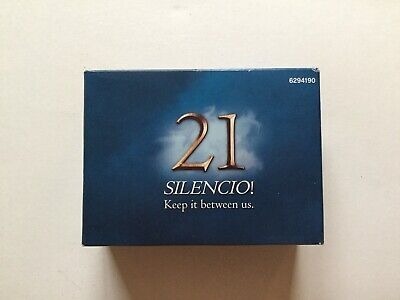 6294190
21
SILENCIO!
Keep it between us.